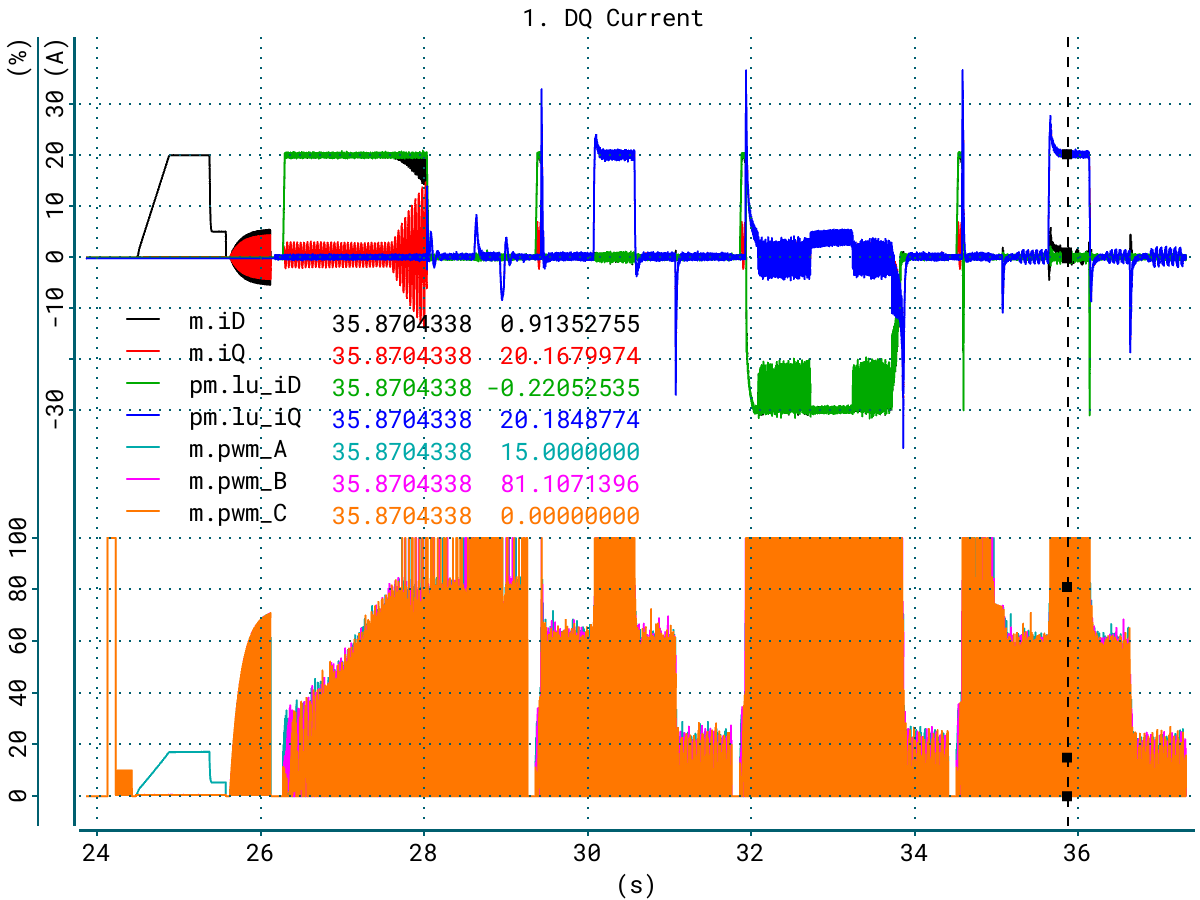 1. DQ Current
(%)
(A)
30
20
10
0
-10
-30
m.iD 35.8704338 0.91352755
m.iQ 35.8704338 20.1679974
pm.lu_iD 35.8704338 -0.22052535
pm.lu_iQ 35.8704338 20.1848774
m.pwm_A 35.8704338 15.0000000
m.pwm_B 35.8704338 81.1071396
m.pwm_C 35.8704338 0.00000000
100
80
60
40
20
0
24 26 28 30 32 34 36
(s)